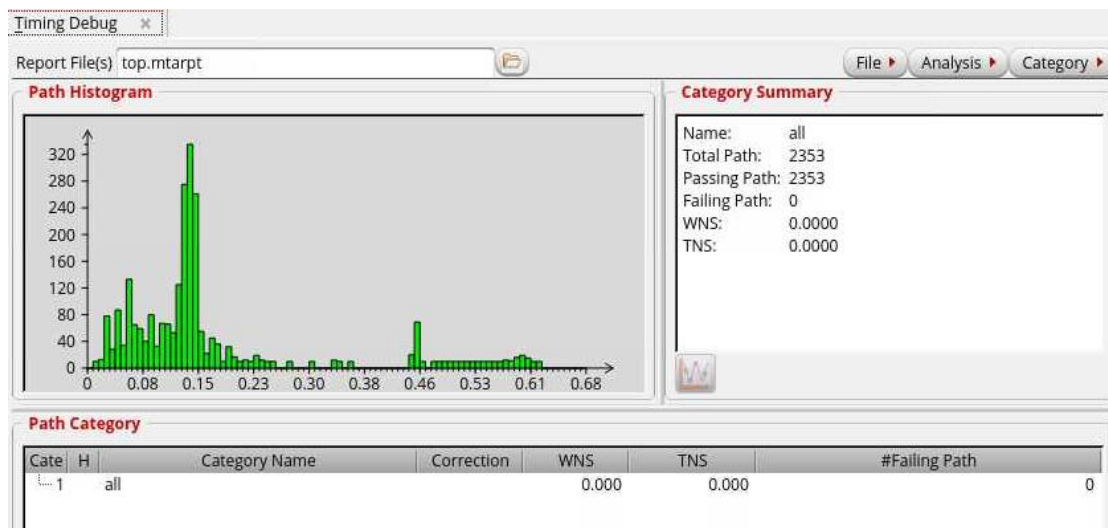 Timing Debug ×
Report File(s) top.mtarpt File Analysis Category
Path Histogram
320
280
240
200
160
120
80
40
0
0 0.08 0.15 0.23 0.30 0.38 0.46 0.53 0.61 0.68
Category Summary
Name: all
Total Path: 2353
Passing Path: 2353
Failing Path: 0
WNS: 0.0000
TNS: 0.0000
Path Category
Cate H Category Name Correction WNS TNS #Failing Path
1 all 0.000 0.000 0